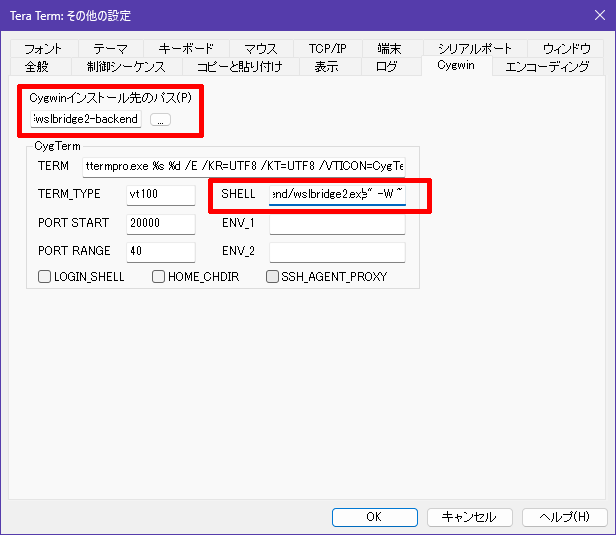 Tera Term: その他の設定
フォント テーマ キーボード マウス TCP/IP 端末 シリアルポート ウィンドウ
全般 制御シーケンス コピーと貼り付け 表示 ログ Cygwin エンコーディング
Cygwinインストール先のパス(P)
wslbridge2-backend ...
CygTerm
TERM ttermpro.exe %s %d /E /KR=UTF8 /KT=UTF8 /VTICON=CygTe
TERM_TYPE vt100 SHELL end/wslbridge2.exe" -W ~
PORT START 20000 ENV_1
PORT RANGE 40 ENV_2
LOGIN_SHELL HOME_CHDIR SSH_AGENT_PROXY
OK キャンセル ヘルプ(H)